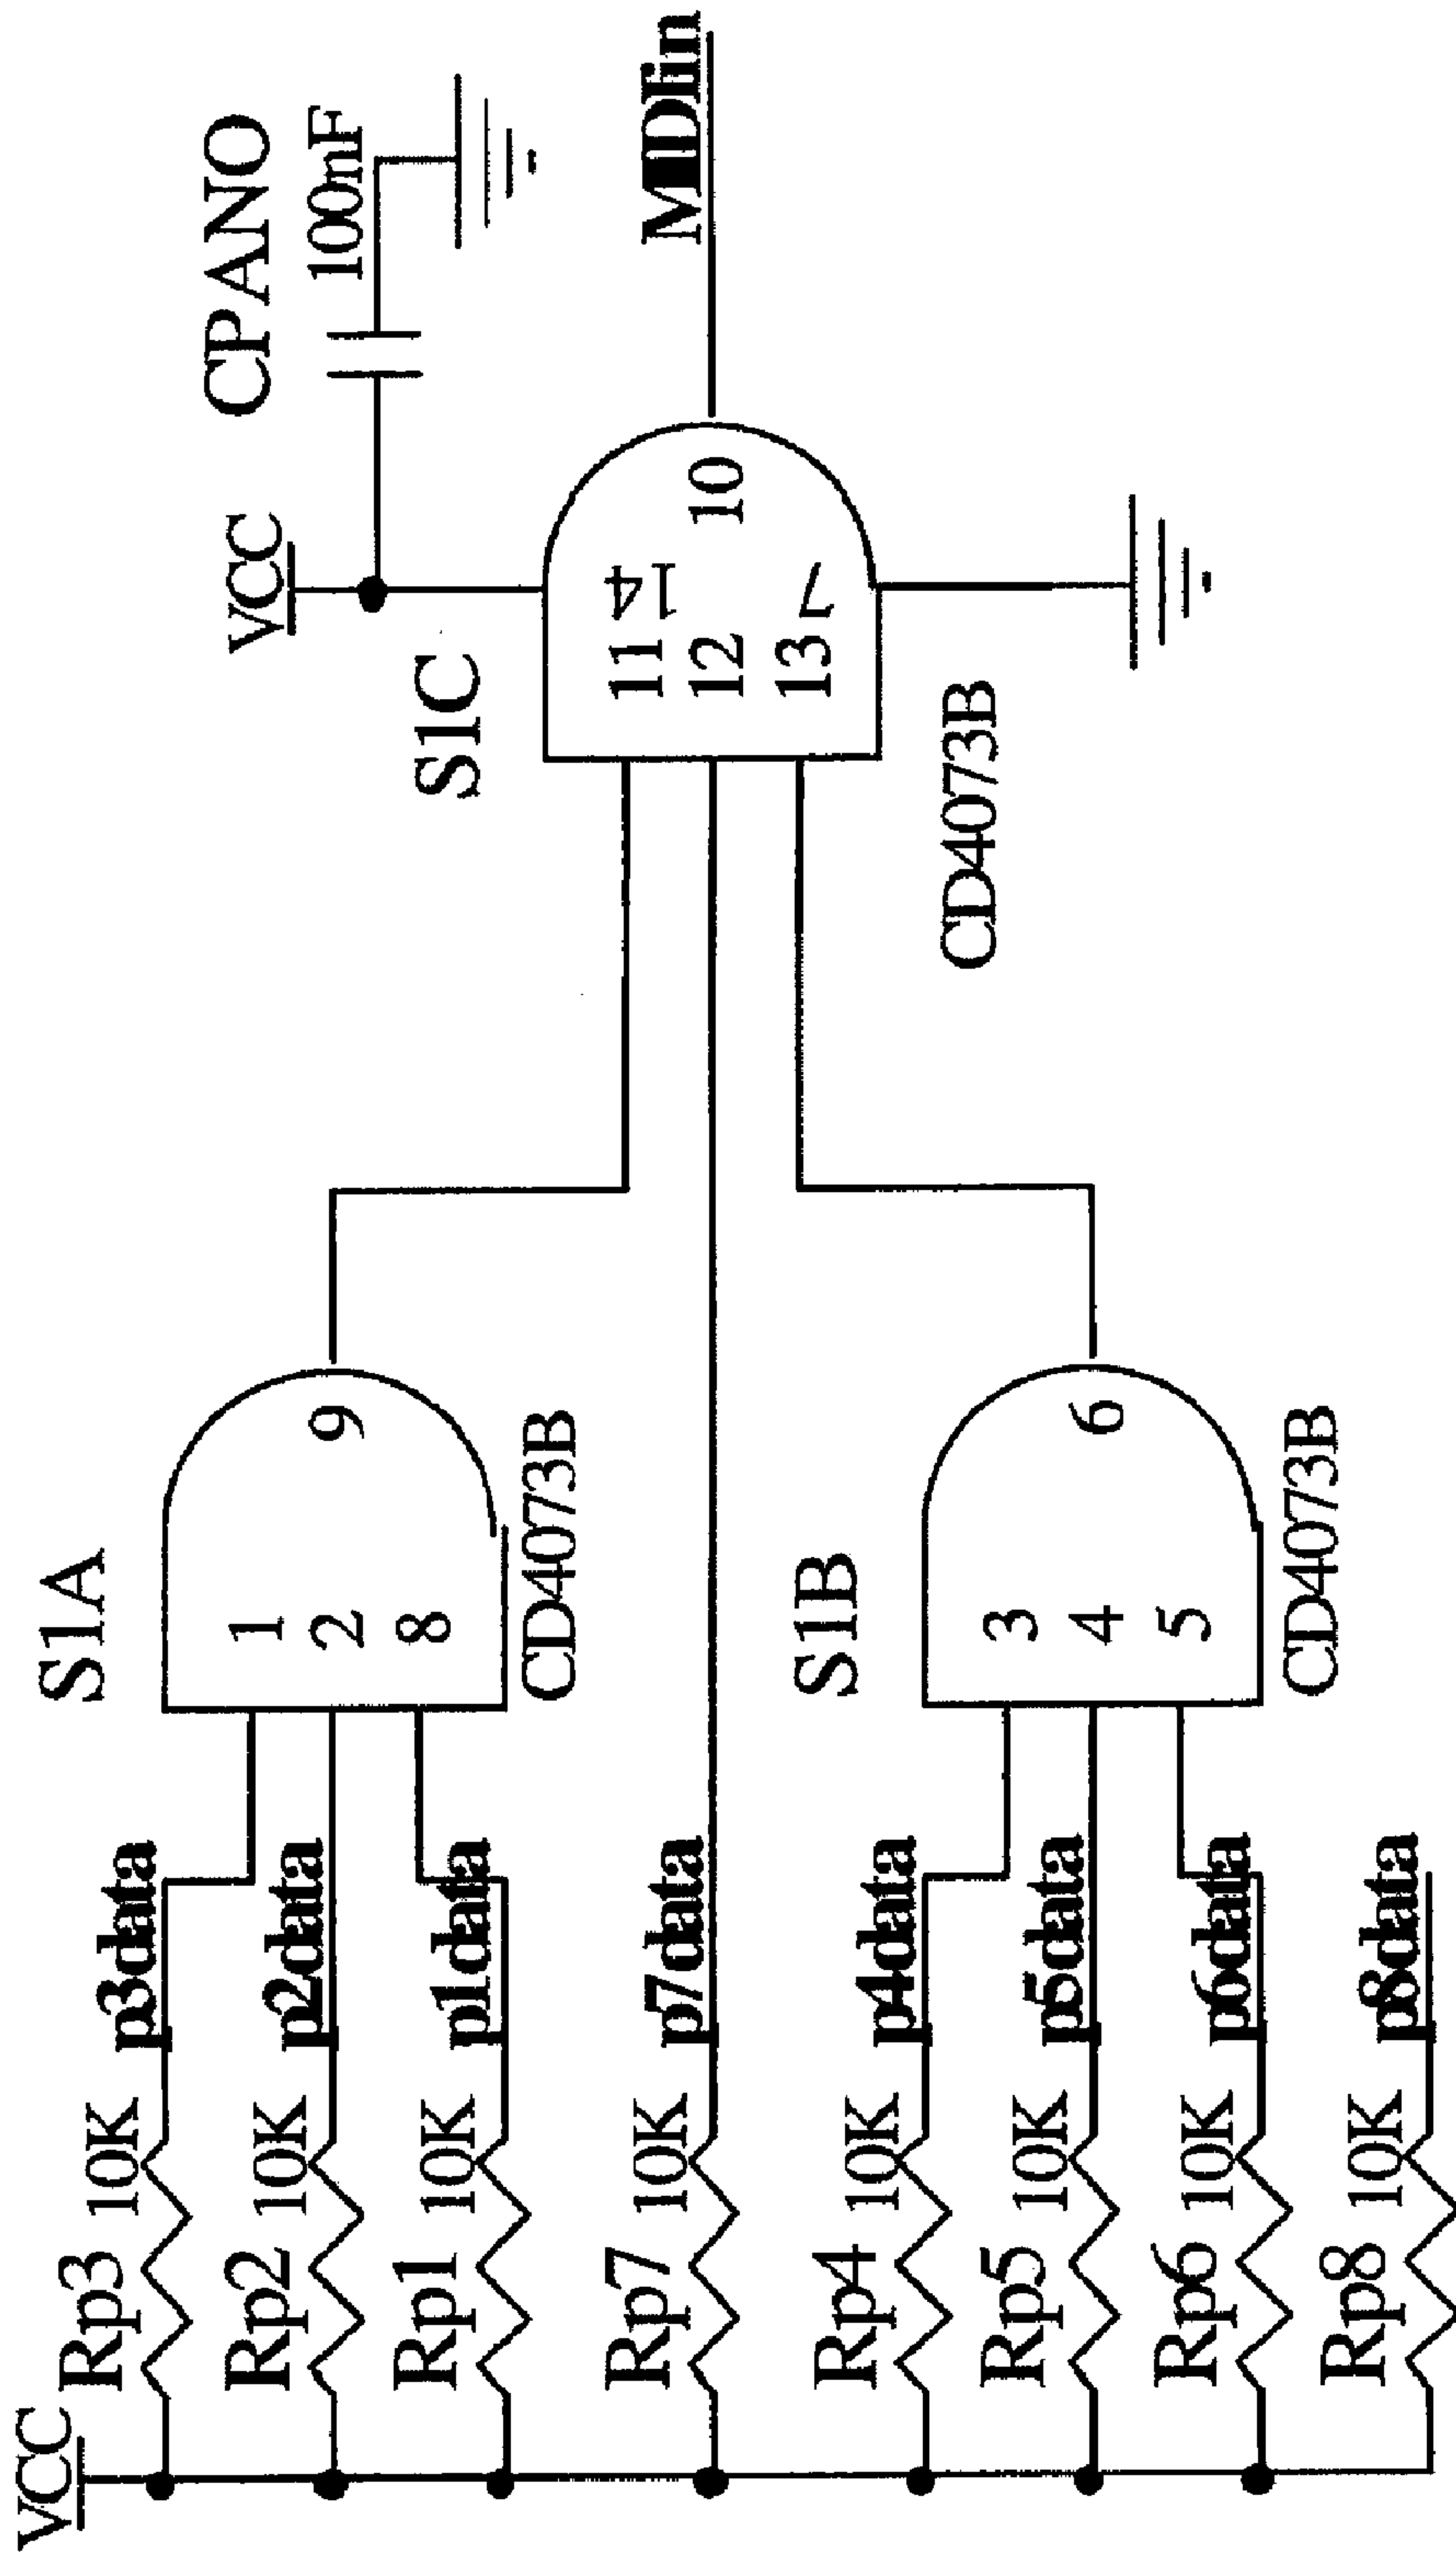 VCC
Rp3
10K
p3data
Rp2
10K
p2data
Rp1
10K
p1data
Rp7
10K
p7data
Rp4
10K
p4data
Rp5
10K
p5data
Rp6
10K
p6data
Rp8
10K
p8data
S1A
1
2
8
9
CD4073B
S1B
3
4
5
6
CD4073B
S1C
11
12
13
14
7
10
CD4073B
VCC
CPANO
100nF
MIDIin